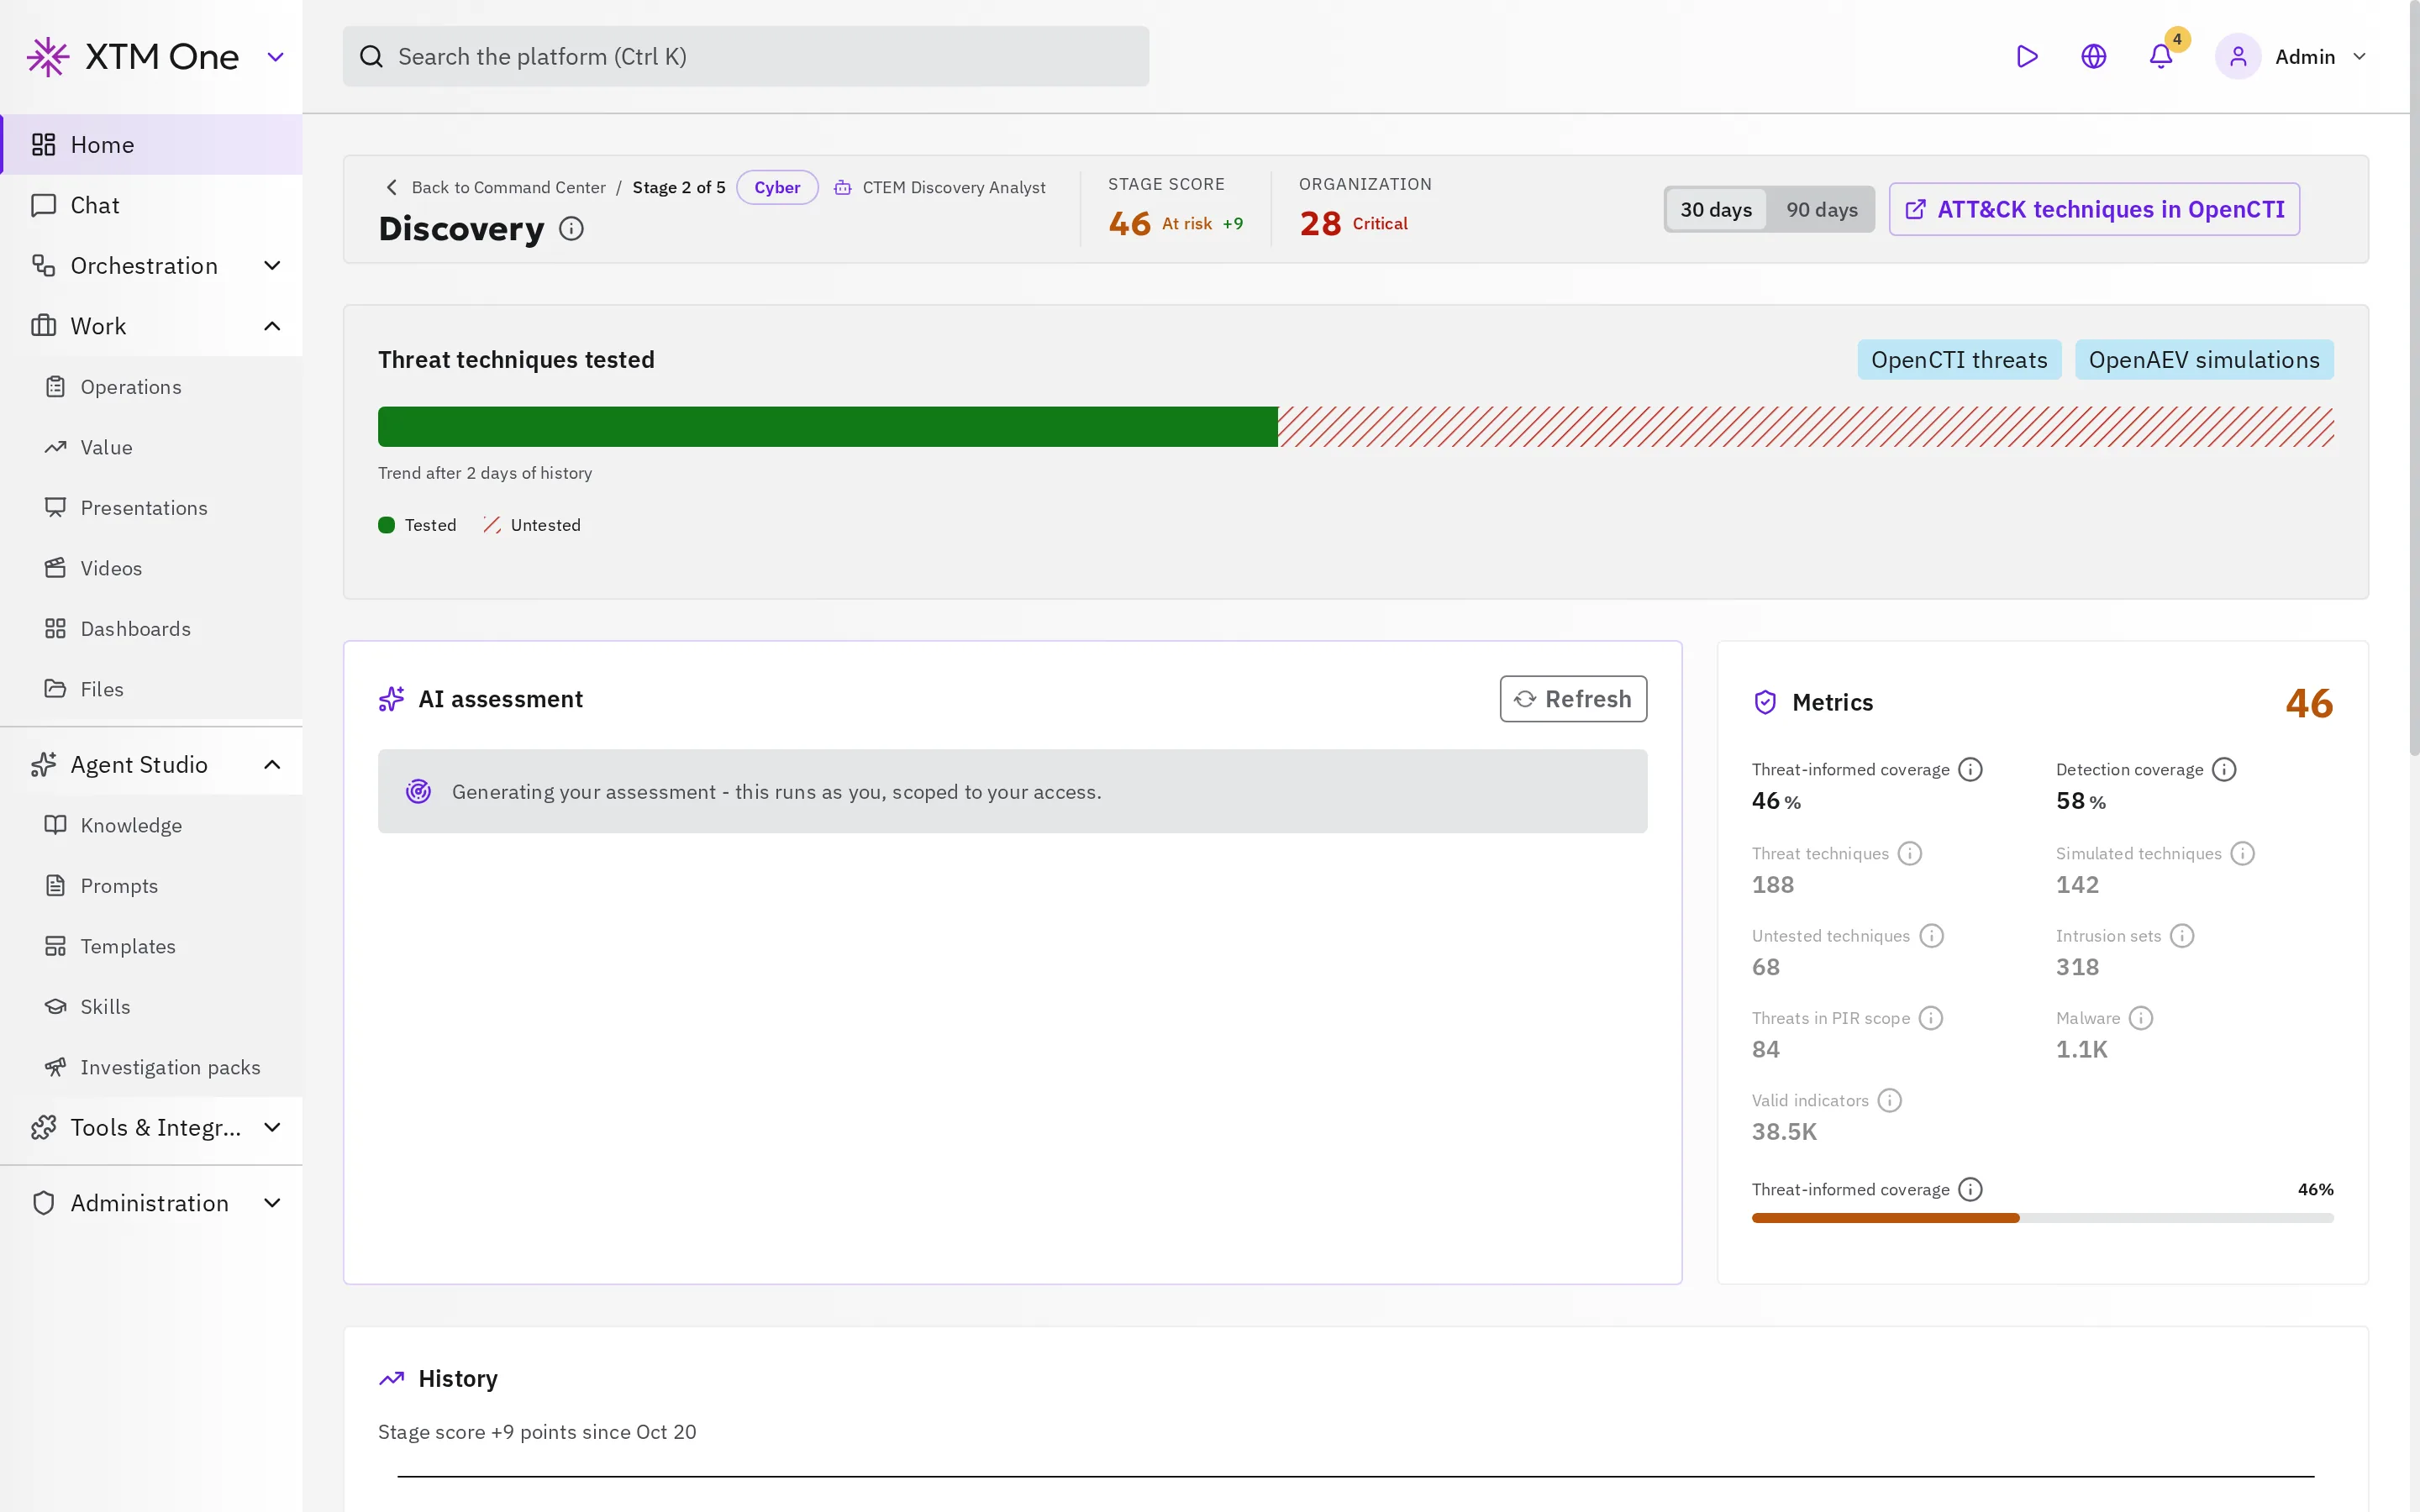 XTM One
Search the platform (Ctrl K)
4
Admin
Home
Chat
Orchestration
Work
Operations
Value
Presentations
Videos
Dashboards
Files
Agent Studio
Knowledge
Prompts
Templates
Skills
Investigation packs
Tools & Integr...
Administration
Back to Command Center / Stage 2 of 5 Cyber CTEM Discovery Analyst
Discovery
STAGE SCORE
46 At risk +9
ORGANIZATION
28 Critical
30 days 90 days
ATT&CK techniques in OpenCTI
Threat techniques tested
OpenCTI threats OpenAEV simulations
Trend after 2 days of history
Tested Untested
AI assessment
Refresh
Generating your assessment - this runs as you, scoped to your access.
Metrics
46
Threat-informed coverage
46 %
Detection coverage
58 %
Threat techniques
188
Simulated techniques
142
Untested techniques
68
Intrusion sets
318
Threats in PIR scope
84
Malware
1.1K
Valid indicators
38.5K
Threat-informed coverage 46%
History
Stage score +9 points since Oct 20